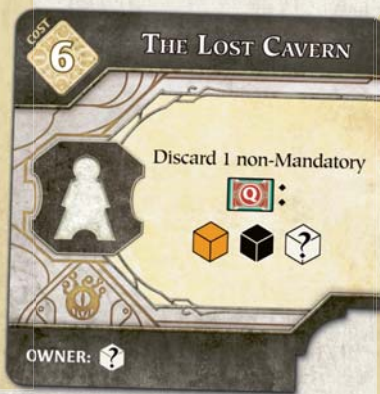 COST
6
THE LOST CAVERN
Discard 1 non-Mandatory
Q :
?
OWNER: ?